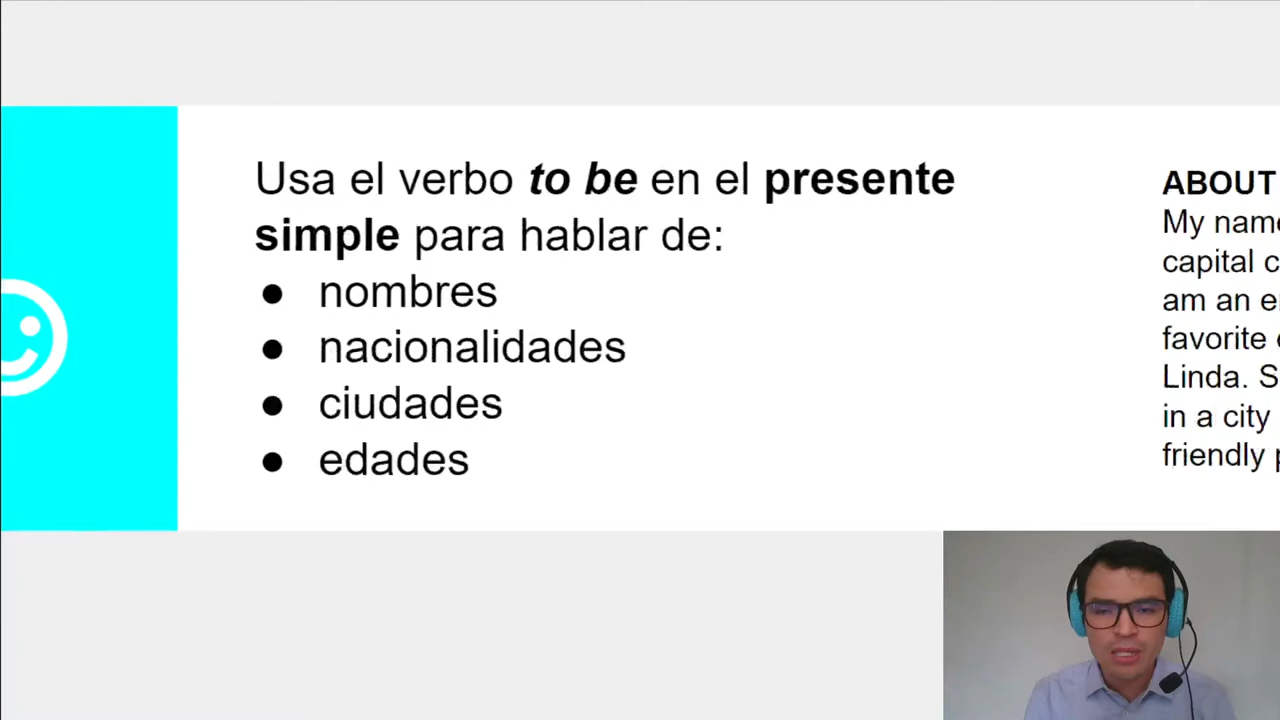 Usa el verbo to be en el presente
simple para hablar de:
● nombres
● nacionalidades
● ciudades
● edades
ABOUT
My
capital
am an
favorite
Linda.
in a city
friendly